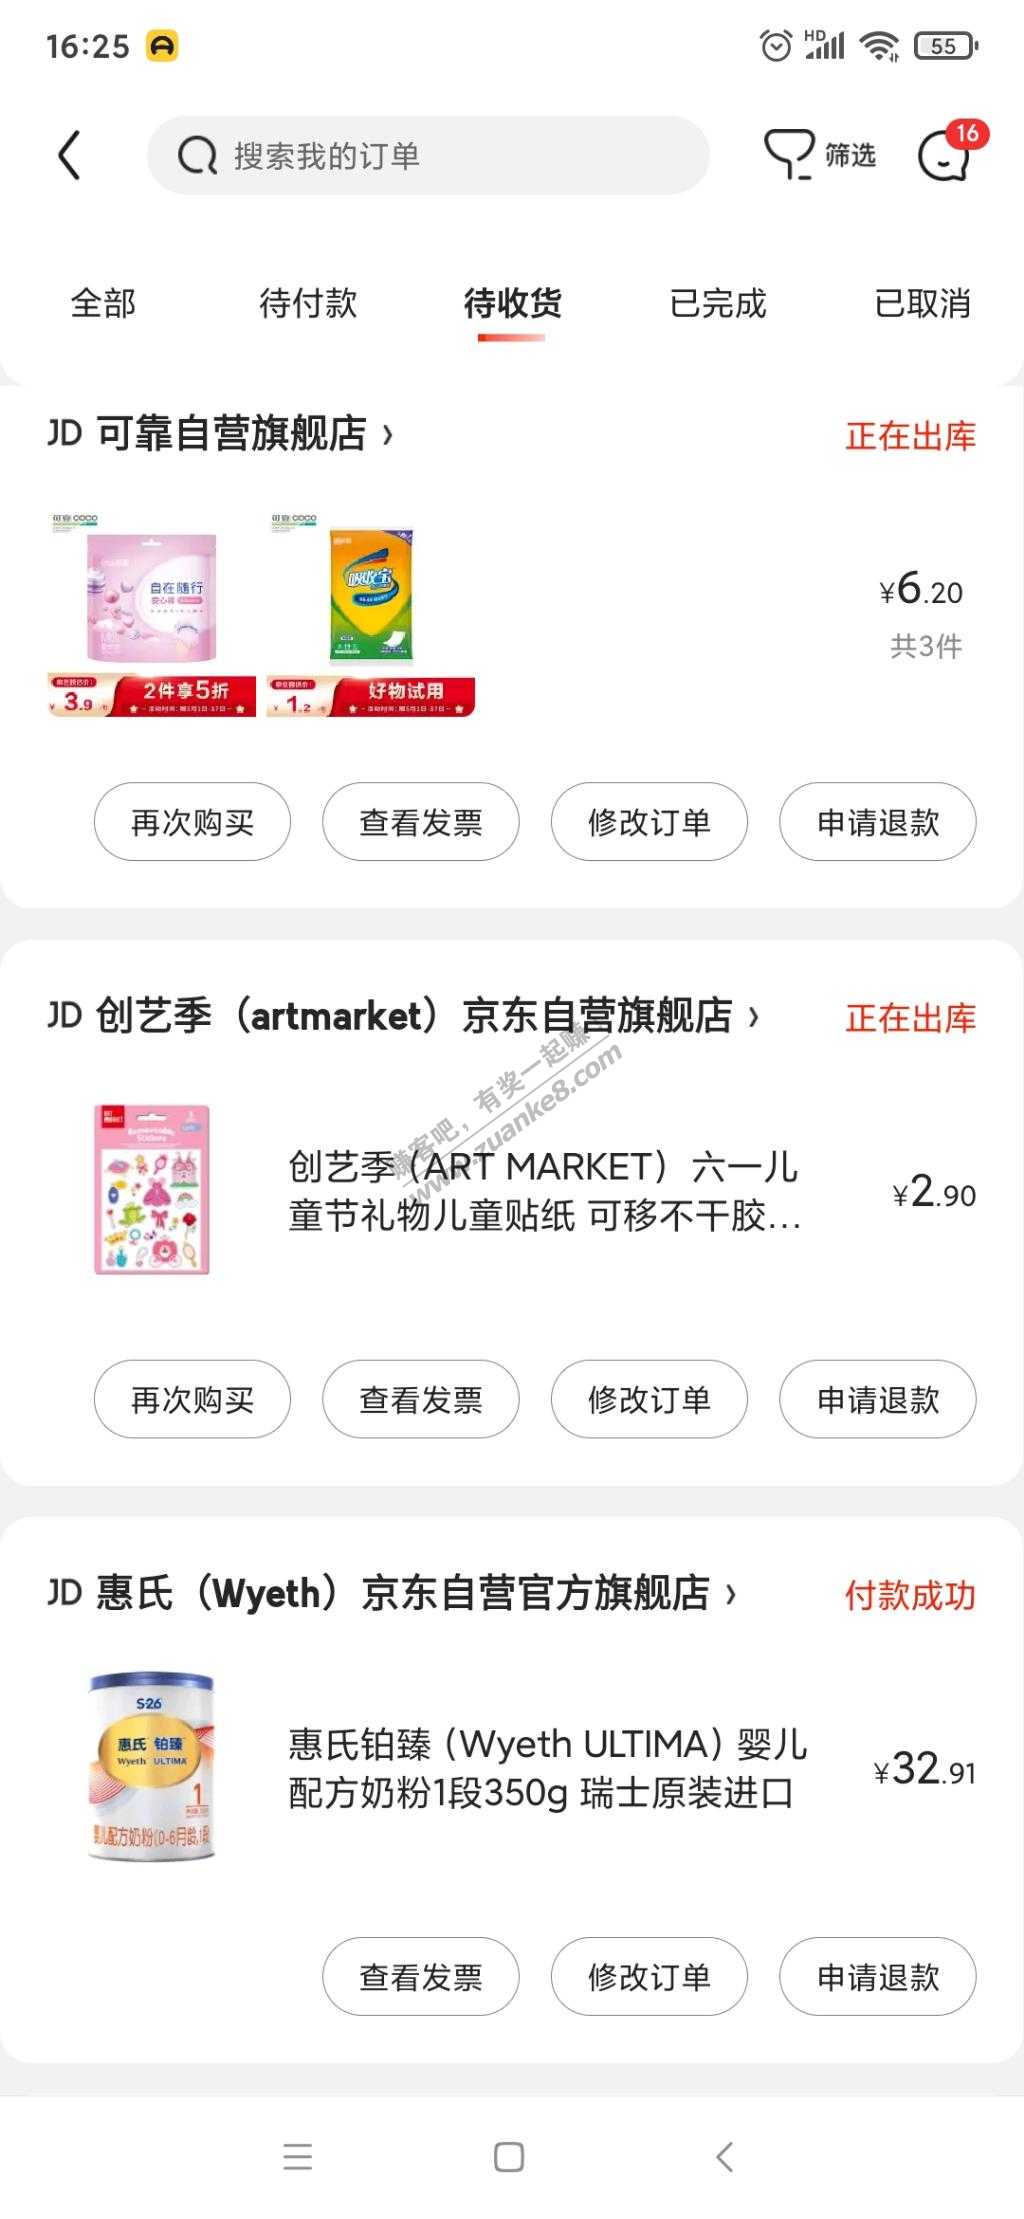 16:25
HD
55
搜索我的订单
筛选
16
全部
待付款
待收货
已完成
已取消
JD 可靠自营旗舰店 ›
正在出库
可靠 COCO
可靠 COCO
自在随行
安心裤
吸收宝
2件享5折
¥ 3.9
好物试用
¥ 1.2
¥6.20
共3件
再次购买
查看发票
修改订单
申请退款
JD 创艺季（artmarket）京东自营旗舰店 ›
正在出库
赚客吧，有奖一起赚！
www.zuanke8.com
ART MARKET
Stickers
创艺季（ART MARKET）六一儿
童节礼物儿童贴纸 可移不干胶...
¥2.90
再次购买
查看发票
修改订单
申请退款
JD 惠氏（Wyeth）京东自营官方旗舰店 ›
付款成功
S-26
惠氏 铂臻
Wyeth ULTIMA
1
婴儿配方奶粉(0-6月龄,1段)
惠氏铂臻（Wyeth ULTIMA）婴儿
配方奶粉1段350g 瑞士原装进口
¥32.91
查看发票
修改订单
申请退款